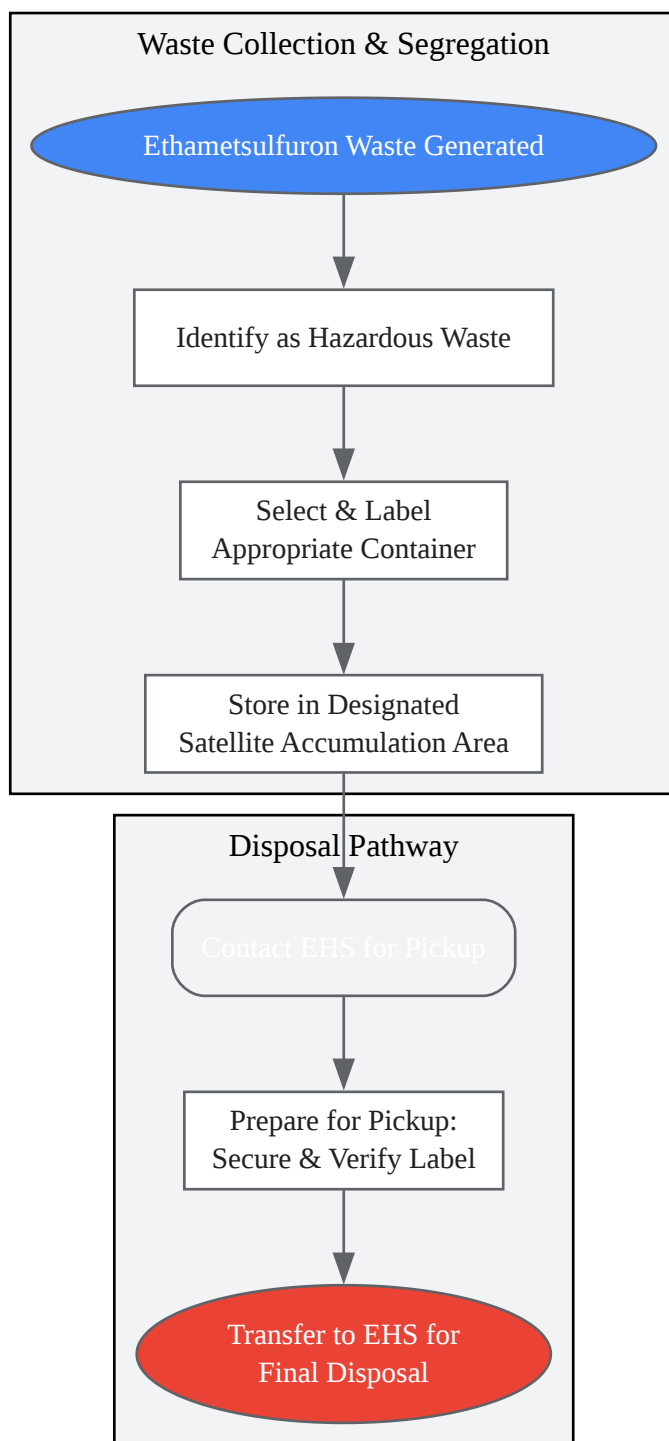 Waste Collection & Segregation
Ethametsulfuron Waste Generated
Identify as Hazardous Waste
Select & Label
Appropriate Container
Store in Designated
Satellite Accumulation Area
Disposal Pathway
Contact EHS for Pickup
Prepare for Pickup:
Secure & Verify Label
Transfer to EHS for
Final Disposal